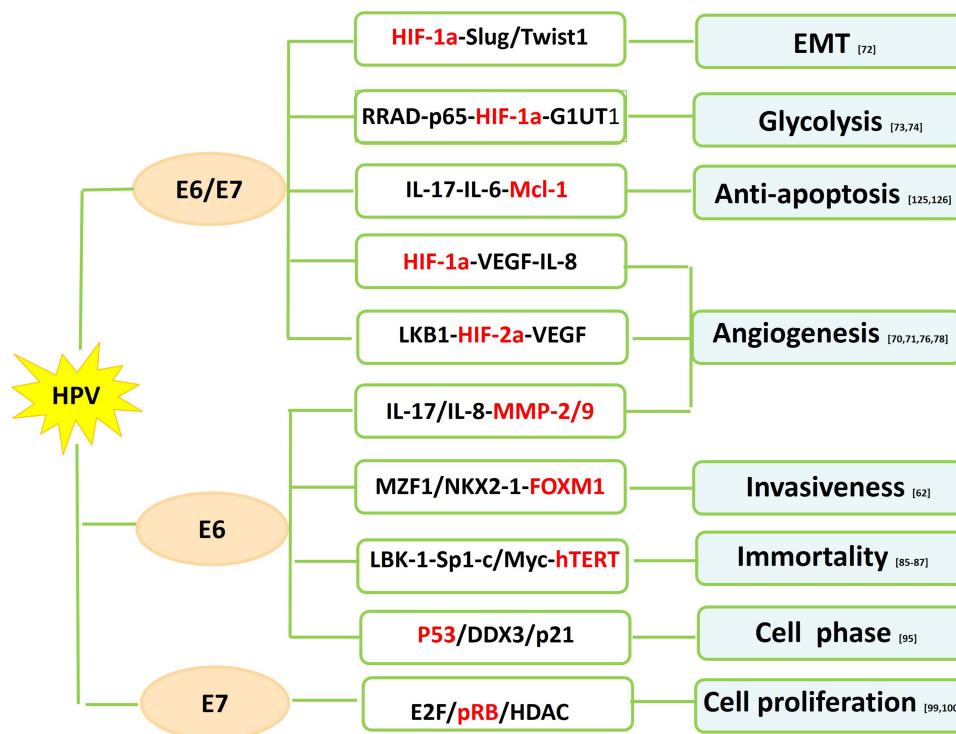 HIF-1a-Slug/Twist1
EMT [72]
RRAD-p65-HIF-1a-G1UT1
Glycolysis [73,74]
E6/E7
IL-17-IL-6-Mcl-1
Anti-apoptosis [125,126]
HIF-1a-VEGF-IL-8
LKB1-HIF-2a-VEGF
Angiogenesis [70,71,76,78]
HPV
IL-17/IL-8-MMP-2/9
MZF1/NKX2-1-FOXM1
Invasiveness [62]
E6
LBK-1-Sp1-c/Myc-hTERT
Immortality [85-87]
P53/DDX3/p21
Cell phase [95]
E7
E2F/pRB/HDAC
Cell proliferation [99,100